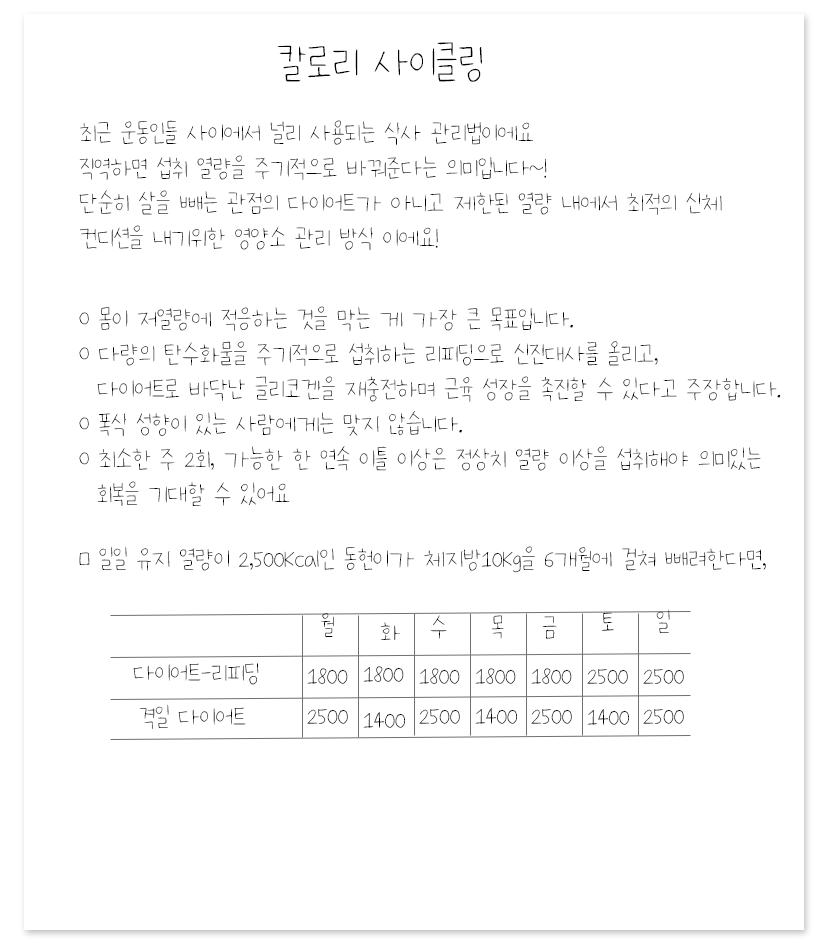 칼로리 사이클링
최근 운동인들 사이에서 널리 사용되는 식사 관리법이에요
직역하면 섭취 열량을 주기적으로 바꿔준다는 의미입니다~!
단순히 살을 빼는 관점의 다이어트가 아니고 제한된 열량 내에서 최적의 신체
컨디션을 내기위한 영양소 관리 방식 이에요!
○ 몸이 저열량에 적응하는 것을 막는 게 가장 큰 목표입니다.
○ 다량의 탄수화물을 주기적으로 섭취하는 리피딩으로 신진대사를 올리고,
다이어트로 바닥난 글리코겐을 재충전하며 근육 성장을 촉진할 수 있다고 주장합니다.
○ 폭식 성향이 있는 사람에게는 맞지 않습니다.
○ 최소한 주 2회, 가능한 한 연속 이틀 이상은 정상치 열량 이상을 섭취해야 의미있는
회복을 기대할 수 있어요
□ 일일 유지 열량이 2,500Kcal인 동현이가 체지방10Kg을 6개월에 걸쳐 빼려한다면,
월 화 수 목 금 토 일
다이어트-리피딩 1800 1800 1800 1800 1800 2500 2500
격일 다이어트 2500 1400 2500 1400 2500 1400 2500